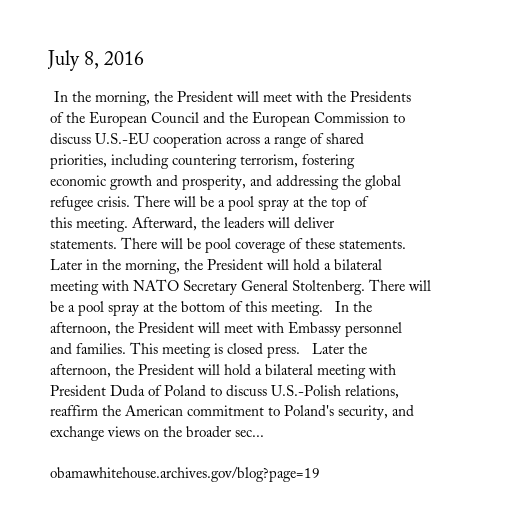 July 8, 2016
In the morning, the President will meet with the Presidents
of the European Council and the European Commission to
discuss U.S.-EU cooperation across a range of shared
priorities, including countering terrorism, fostering
economic growth and prosperity, and addressing the global
refugee crisis. There will be a pool spray at the top of
this meeting. Afterward, the leaders will deliver
statements. There will be pool coverage of these statements.
Later in the morning, the President will hold a bilateral
meeting with NATO Secretary General Stoltenberg. There will
be a pool spray at the bottom of this meeting.   In the
afternoon, the President will meet with Embassy personnel
and families. This meeting is closed press.   Later the
afternoon, the President will hold a bilateral meeting with
President Duda of Poland to discuss U.S.-Polish relations,
reaffirm the American commitment to Poland's security, and
exchange views on the broader sec...
obamawhitehouse.archives.gov/blog?page=19